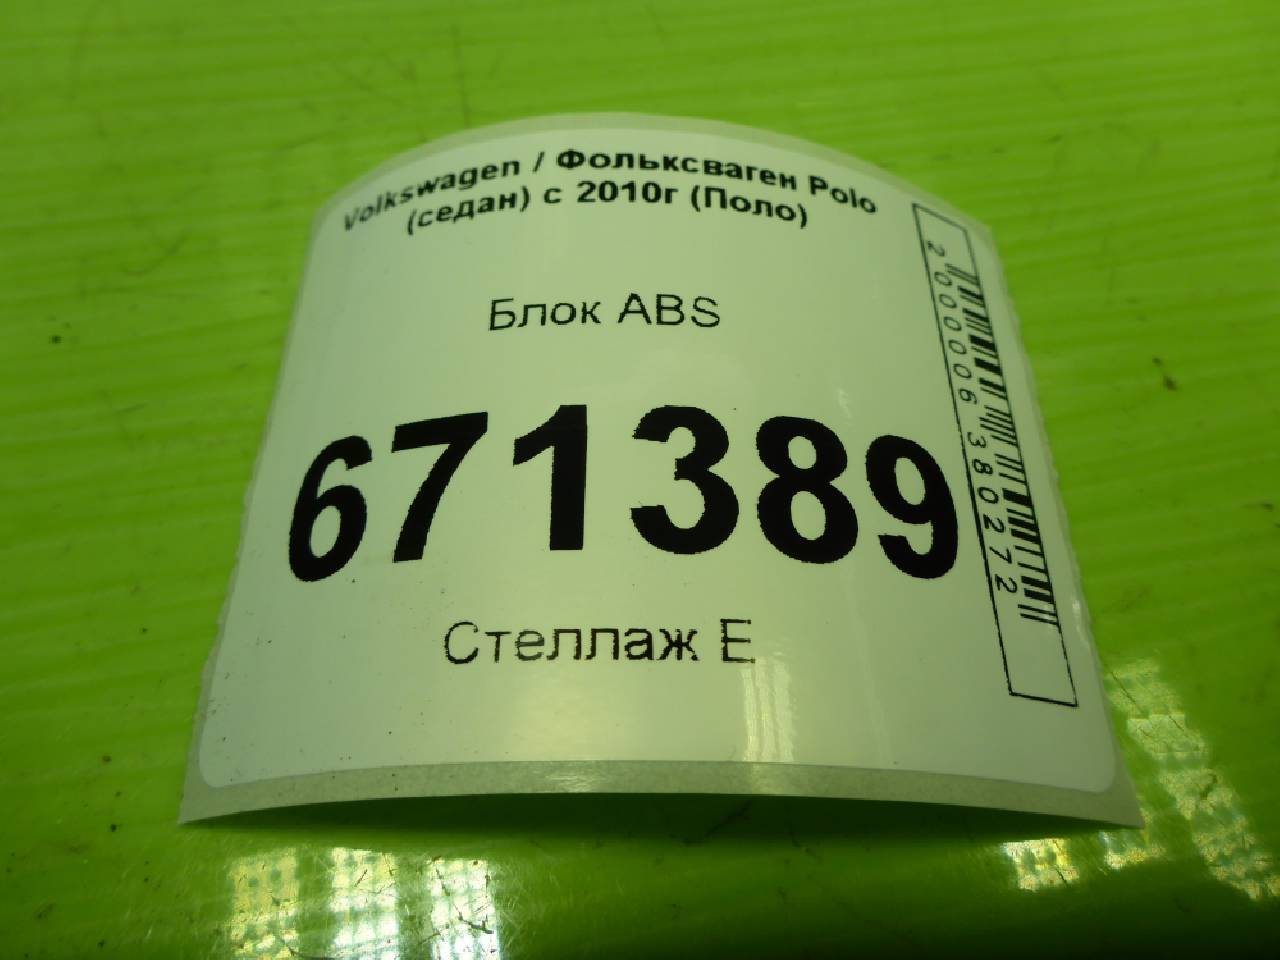 Volkswagen / Фольксваген Polo
(седан) с 2010г (Поло)
Блок ABS
671389
Стеллаж Е
2000006380272